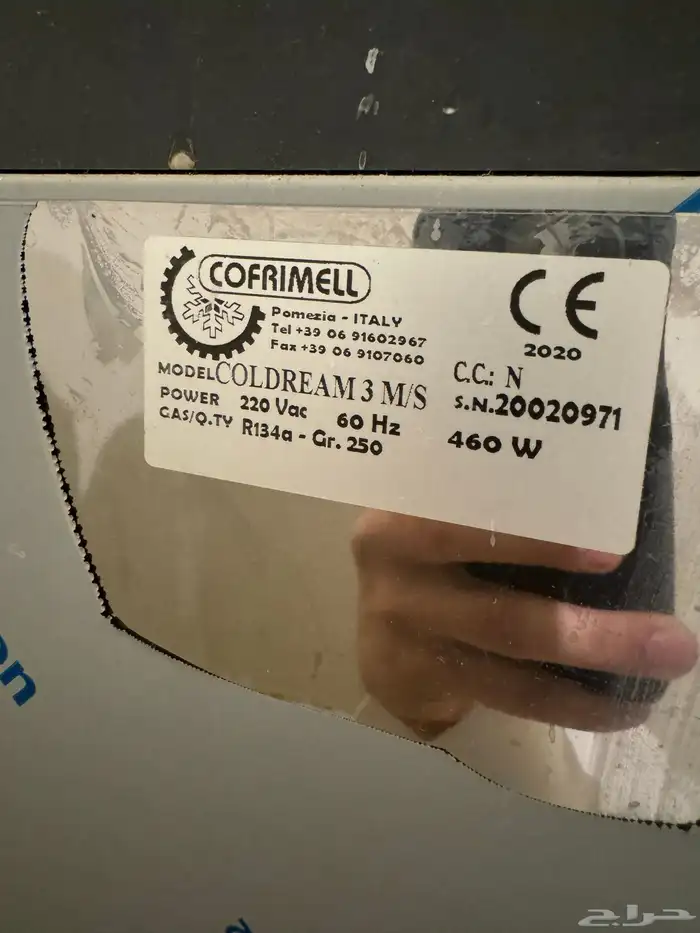 COFRIMELL
Pomezia - ITALY
Tel +39 06 91602967
Fax +39 06 9107060
CE
2020
MODEL COLDREAM 3 M/S
C.C.: N
POWER 220 Vac 60 Hz
S.N.20020971
GAS/Q.TY R134a - Gr. 250
460 W
on
حراج